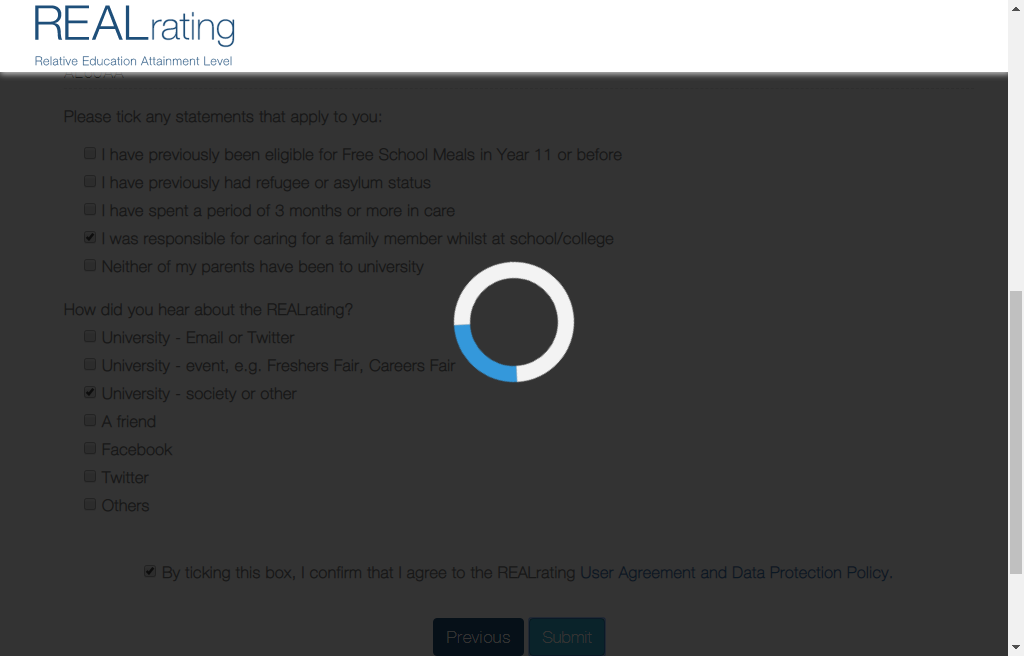 REALrating
Relative Education Attainment Level
Please tick any statements that apply to you:
I have previously been eligible for Free School Meals in Year 11 or before
I have previously had refugee or asylum status
I have spent a period of 3 months or more in care
I was responsible for caring for a family member whilst at school/college
Neither of my parents have been to university
How did you hear about the REALrating?
University - Email or Twitter
University - event, e.g. Freshers Fair, Careers Fair
University - society or other
A friend
Facebook
Twitter
Others
By ticking this box, I confirm that I agree to the REALrating User Agreement and Data Protection Policy.
Previous Submit